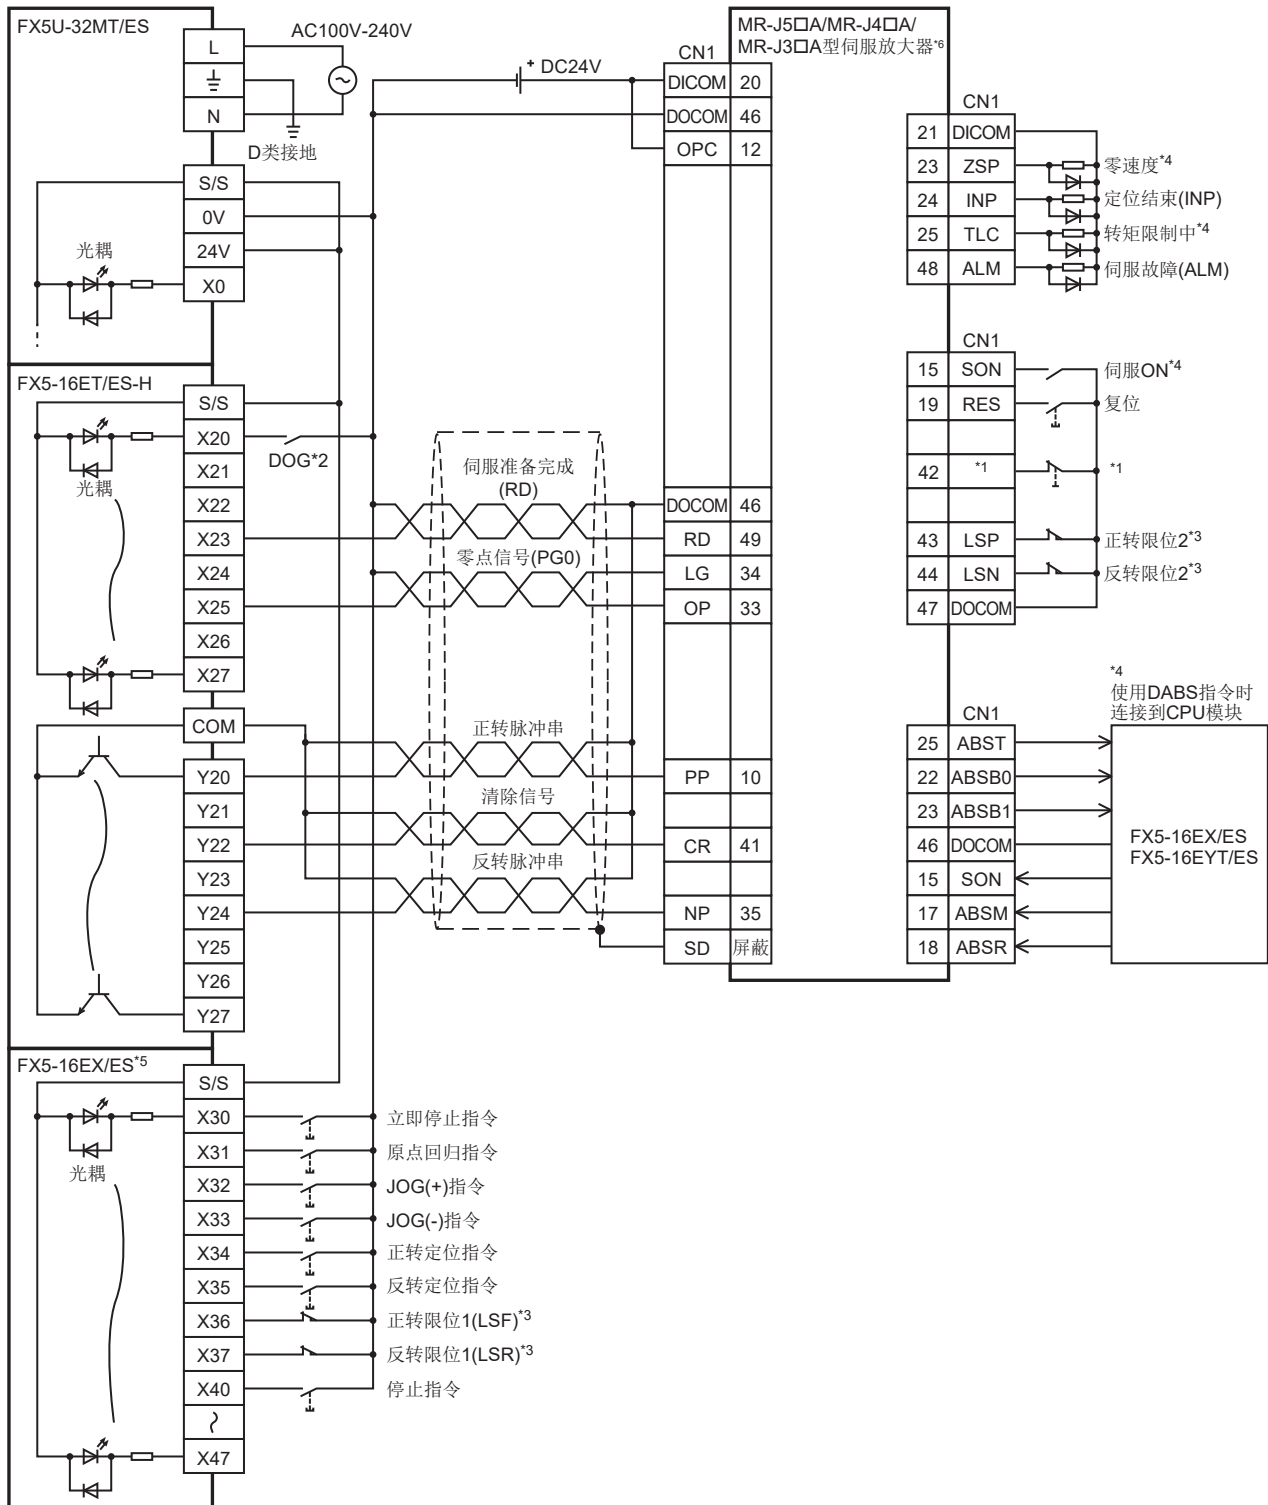 FX5U-32MT/ES
L
N
AC100V-240V
D类接地
S/S
0V
24V
X0
光耦
FX5-16ET/ES-H
S/S
X20
X21
X22
X23
X24
X25
X26
X27
光耦
DOG*2
COM
Y20
Y21
Y22
Y23
Y24
Y25
Y26
Y27
FX5-16EX/ES*5
S/S
X30
X31
X32
X33
X34
X35
X36
X37
X40
X47
光耦
立即停止指令
原点回归指令
JOG(+)指令
JOG(-)指令
正转定位指令
反转定位指令
正转限位1(LSF)*3
反转限位1(LSR)*3
停止指令
+ DC24V
伺服准备完成
(RD)
零点信号(PG0)
正转脉冲串
清除信号
反转脉冲串
MR-J5□A/MR-J4□A/
MR-J3□A型伺服放大器*6
CN1
DICOM 20
DOCOM 46
OPC 12
DOCOM 46
RD 49
LG 34
OP 33
PP 10
CR 41
NP 35
SD 屏蔽
CN1
21 DICOM
23 ZSP 零速度*4
24 INP 定位结束(INP)
25 TLC 转矩限制中*4
48 ALM 伺服故障(ALM)
CN1
15 SON 伺服ON*4
19 RES 复位
42 *1 *1
43 LSP 正转限位2*3
44 LSN 反转限位2*3
47 DOCOM
*4
使用DABS指令时
连接到CPU模块
CN1
25 ABST
22 ABSB0
23 ABSB1
46 DOCOM
15 SON
17 ABSM
18 ABSR
FX5-16EX/ES
FX5-16EYT/ES